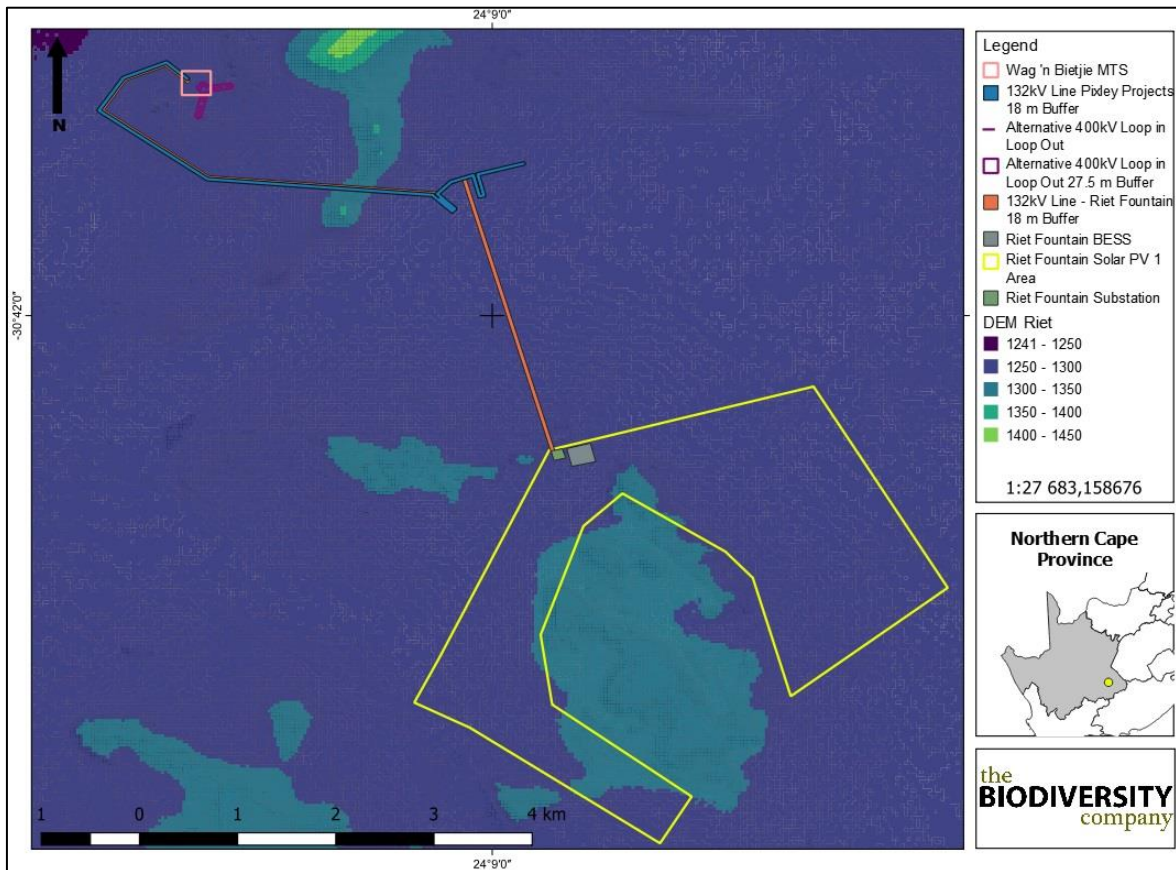 24°9'0"
N
-30°42'0"
1 0 1 2 3 4 km
24°9'0"
Legend
Wag 'n Bietjie MTS
132kV Line Pixley Projects
18 m Buffer
Alternative 400kV Loop in
Loop Out
Alternative 400kV Loop in
Loop Out 27.5 m Buffer
132kV Line - Riet Fountain
18 m Buffer
Riet Fountain BESS
Riet Fountain Solar PV 1
Area
Riet Fountain Substation
DEM Riet
1241 - 1250
1250 - 1300
1300 - 1350
1350 - 1400
1400 - 1450
1:27 683,158676
Northern Cape
Province
the
BIODIVERSITY
company